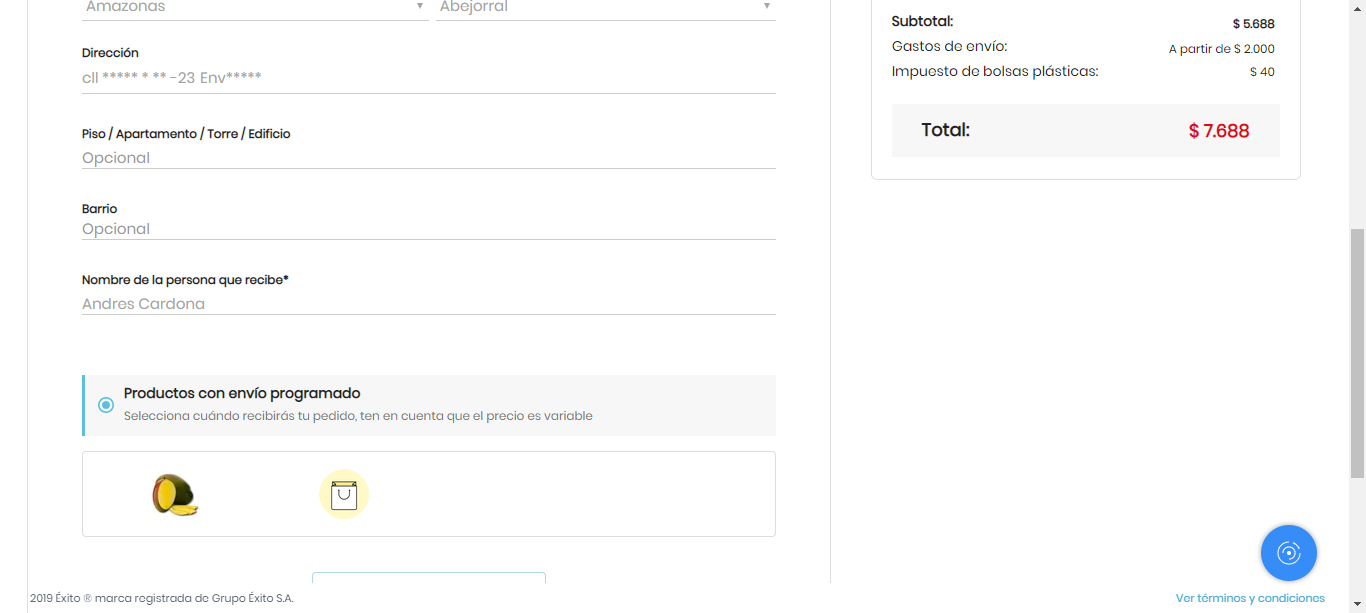 Amazonas
Abejorral
Dirección
cll ***** * ** -23 Env*****
Piso / Apartamento / Torre / Edificio
Opcional
Barrio
Opcional
Nombre de la persona que recibe*
Andres Cardona
Productos con envío programado
Selecciona cuándo recibirás tu pedido, ten en cuenta que el precio es variable
Subtotal: $ 5.688
Gastos de envío: A partir de $ 2.000
Impuesto de bolsas plásticas: $ 40
Total: $ 7.688
2019 Éxito ® marca registrada de Grupo Éxito S.A.
Ver términos y condiciones